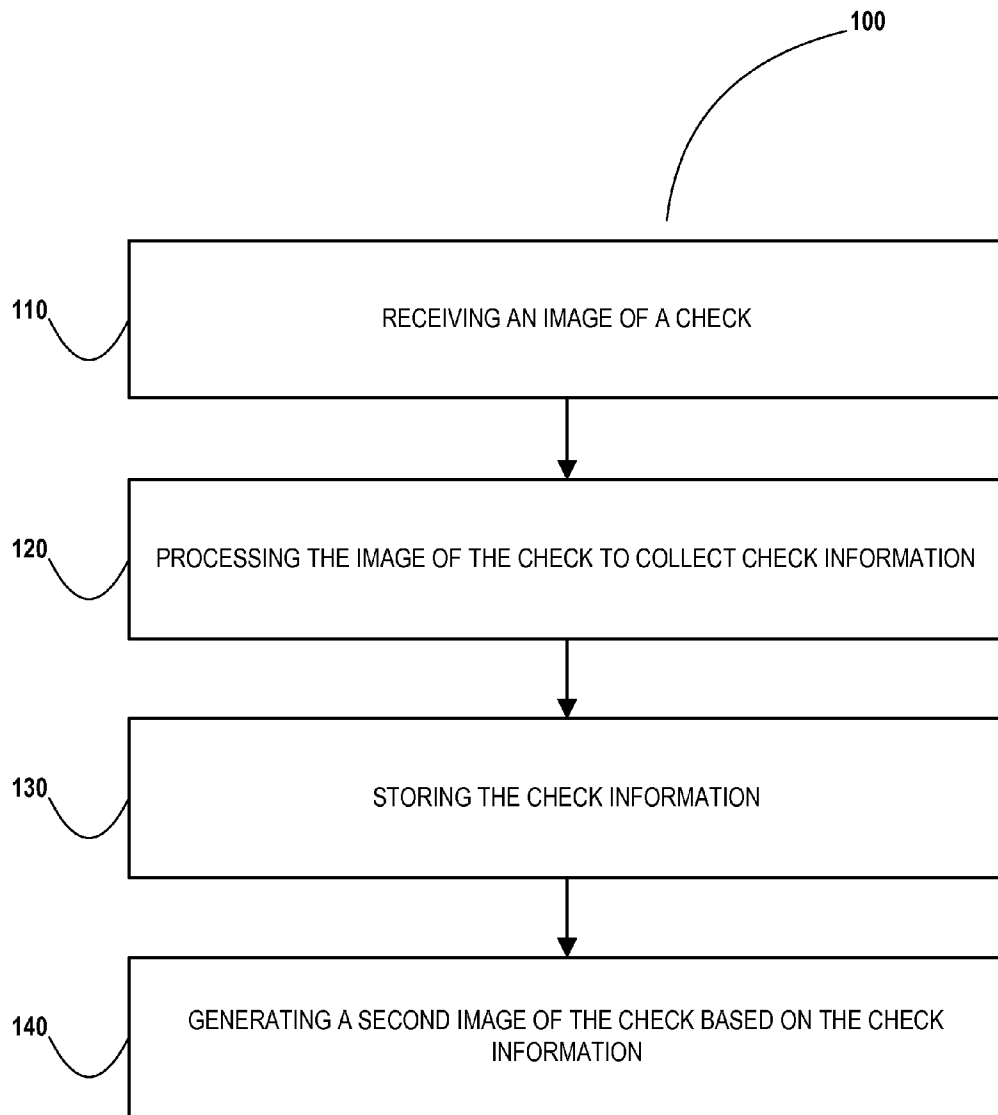 100
110
RECEIVING AN IMAGE OF A CHECK
120
PROCESSING THE IMAGE OF THE CHECK TO COLLECT CHECK INFORMATION
130
STORING THE CHECK INFORMATION
140
GENERATING A SECOND IMAGE OF THE CHECK BASED ON THE CHECK
INFORMATION